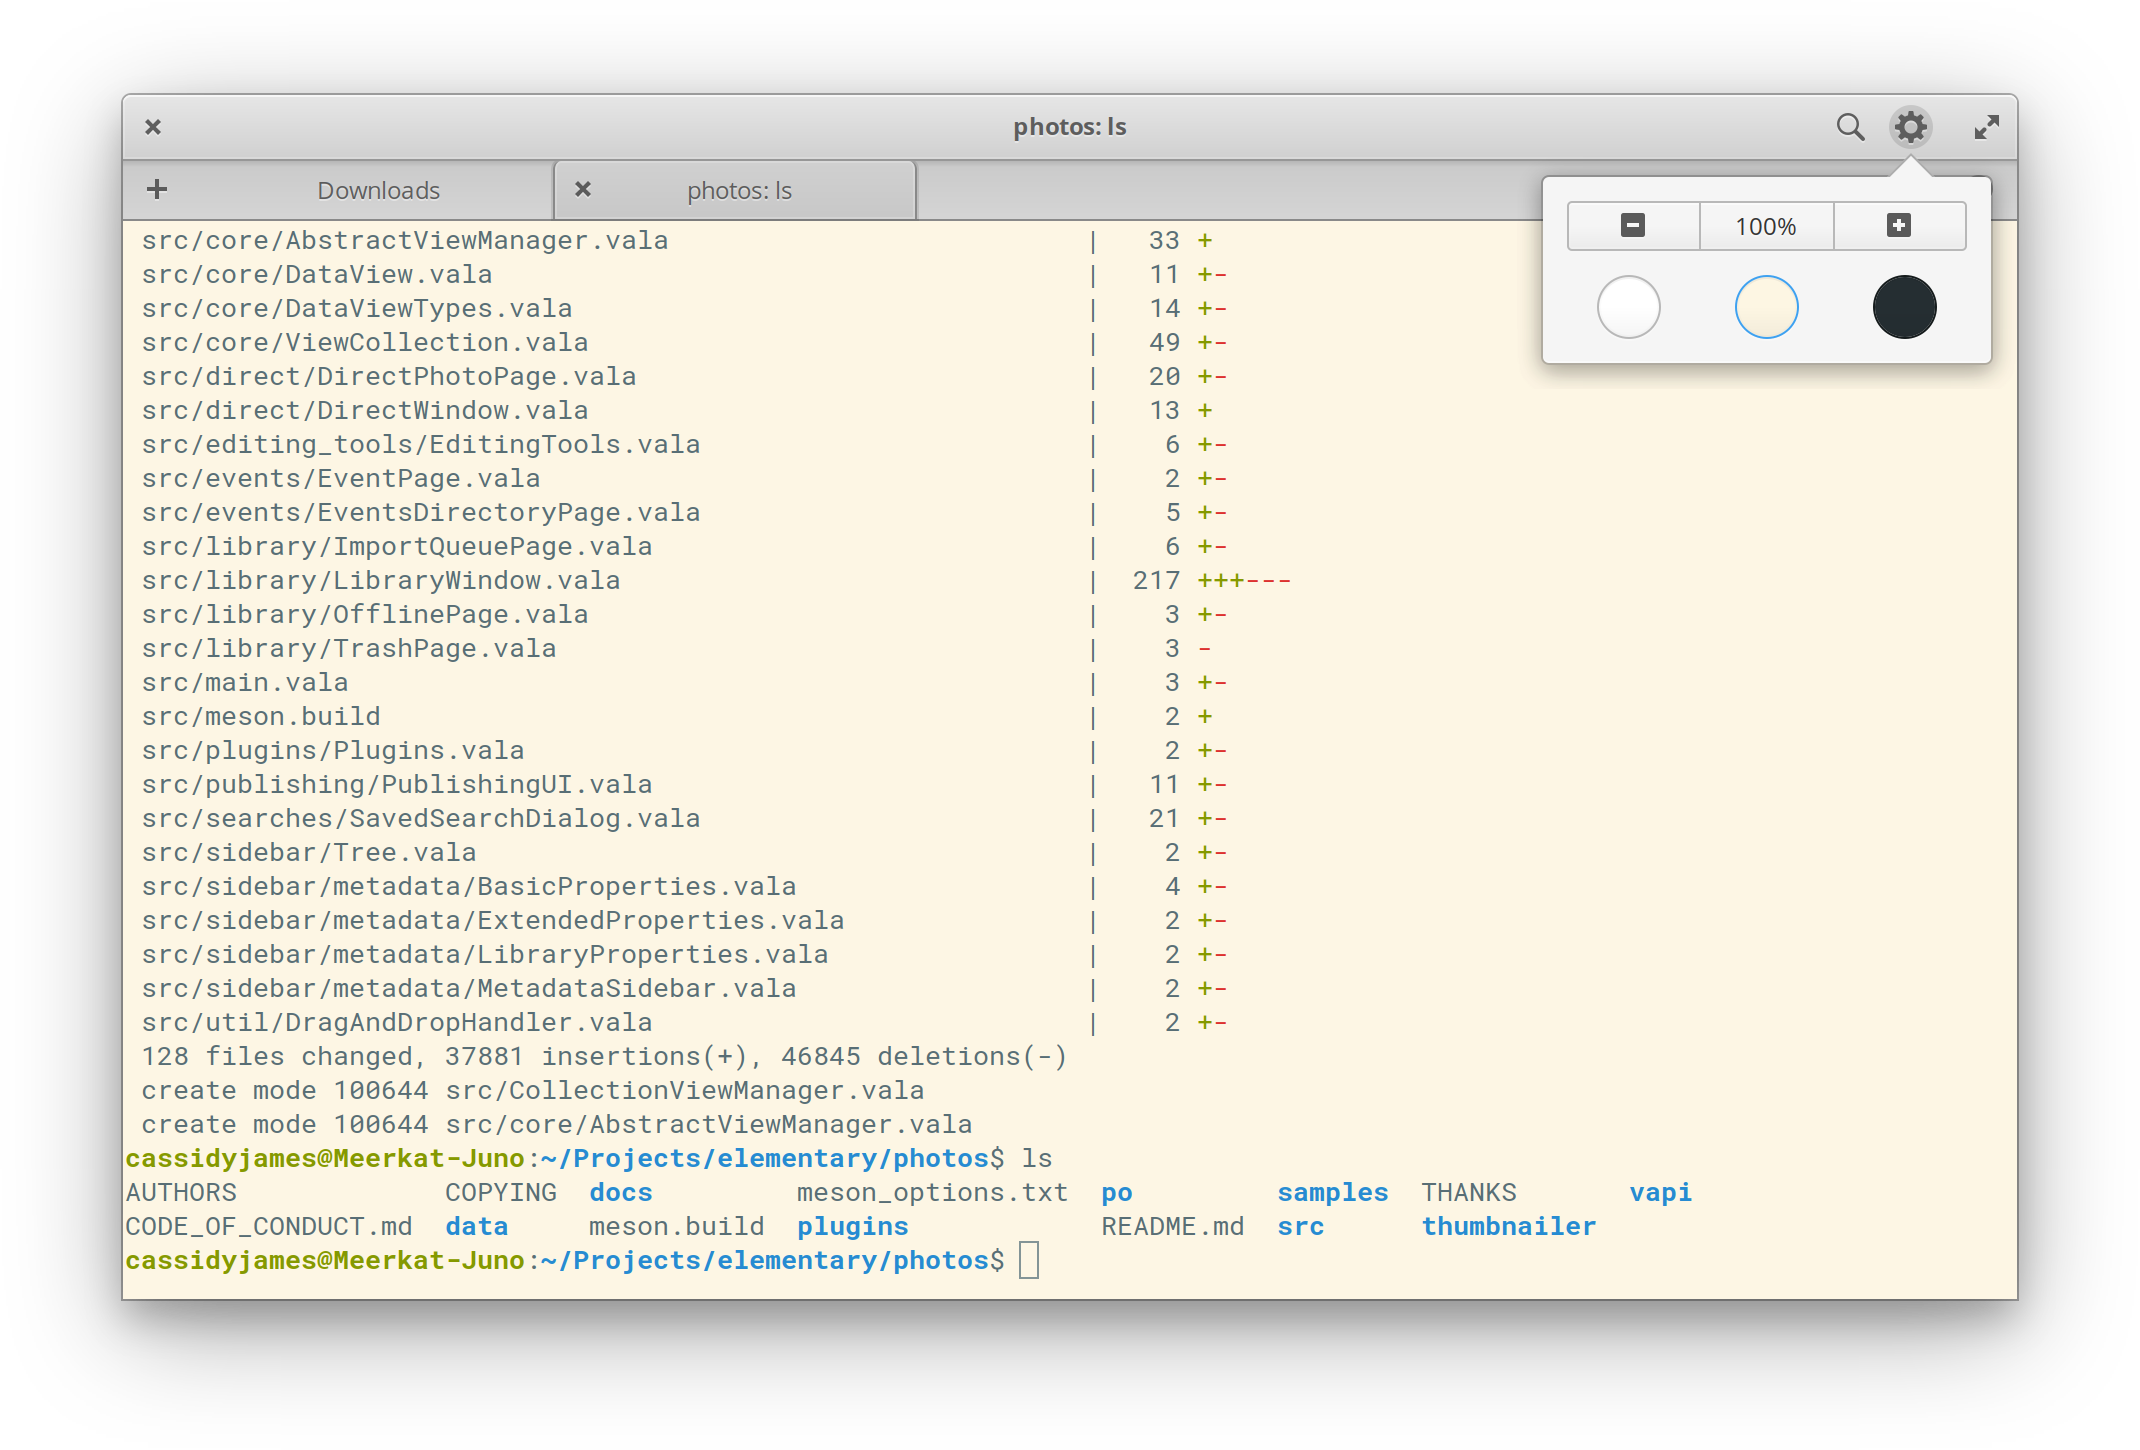 photos: ls
Downloads photos: ls
100%
src/core/AbstractViewManager.vala | 33 +
src/core/DataView.vala | 11 +-
src/core/DataViewTypes.vala | 14 +-
src/core/ViewCollection.vala | 49 +-
src/direct/DirectPhotoPage.vala | 20 +-
src/direct/DirectWindow.vala | 13 +
src/editing_tools/EditingTools.vala | 6 +-
src/events/EventPage.vala | 2 +-
src/events/EventsDirectoryPage.vala | 5 +-
src/library/ImportQueuePage.vala | 6 +-
src/library/LibraryWindow.vala | 217 +++---
src/library/OfflinePage.vala | 3 +-
src/library/TrashPage.vala | 3 -
src/main.vala | 3 +-
src/meson.build | 2 +
src/plugins/Plugins.vala | 2 +-
src/publishing/PublishingUI.vala | 11 +-
src/searches/SavedSearchDialog.vala | 21 +-
src/sidebar/Tree.vala | 2 +-
src/sidebar/metadata/BasicProperties.vala | 4 +-
src/sidebar/metadata/ExtendedProperties.vala | 2 +-
src/sidebar/metadata/LibraryProperties.vala | 2 +-
src/sidebar/metadata/MetadataSidebar.vala | 2 +-
src/util/DragAndDropHandler.vala | 2 +-
128 files changed, 37881 insertions(+), 46845 deletions(-)
create mode 100644 src/CollectionViewManager.vala
create mode 100644 src/core/AbstractViewManager.vala
cassidyjames@Meerkat-Juno:~/Projects/elementary/photos$ ls
AUTHORS COPYING docs meson_options.txt po samples THANKS vapi
CODE_OF_CONDUCT.md data meson.build plugins README.md src thumbnailer
cassidyjames@Meerkat-Juno:~/Projects/elementary/photos$